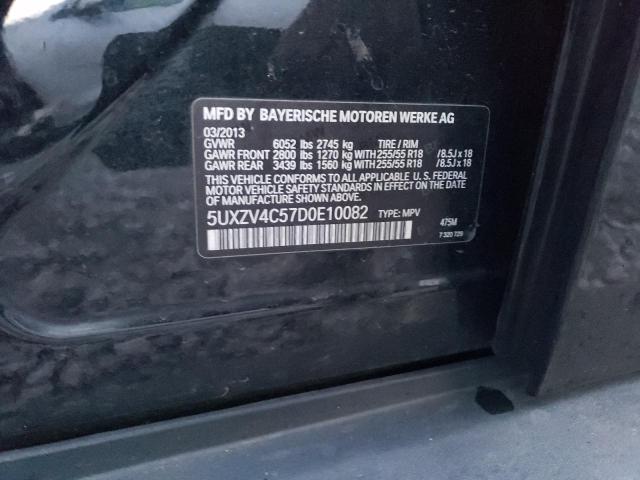 MFD BY BAYERISCHE MOTOREN WERKE AG
03/2013
GVWR 6052 lbs 2745 kg TIRE / RIM
GAWR FRONT 2800 lbs 1270 kg WITH 255/55 R18 /8.5J x 18
GAWR REAR 3439 lbs 1560 kg WITH 255/55 R18 /8.5J x 18
THIS VEHICLE CONFORMS TO ALL APPLICABLE U.S. FEDERAL
MOTOR VEHICLE SAFETY STANDARDS IN EFFECT ON THE
DATE OF MANUFACTURE SHOWN ABOVE.
5UXZV4C57D0E10082 TYPE: MPV
475M
7 320 729